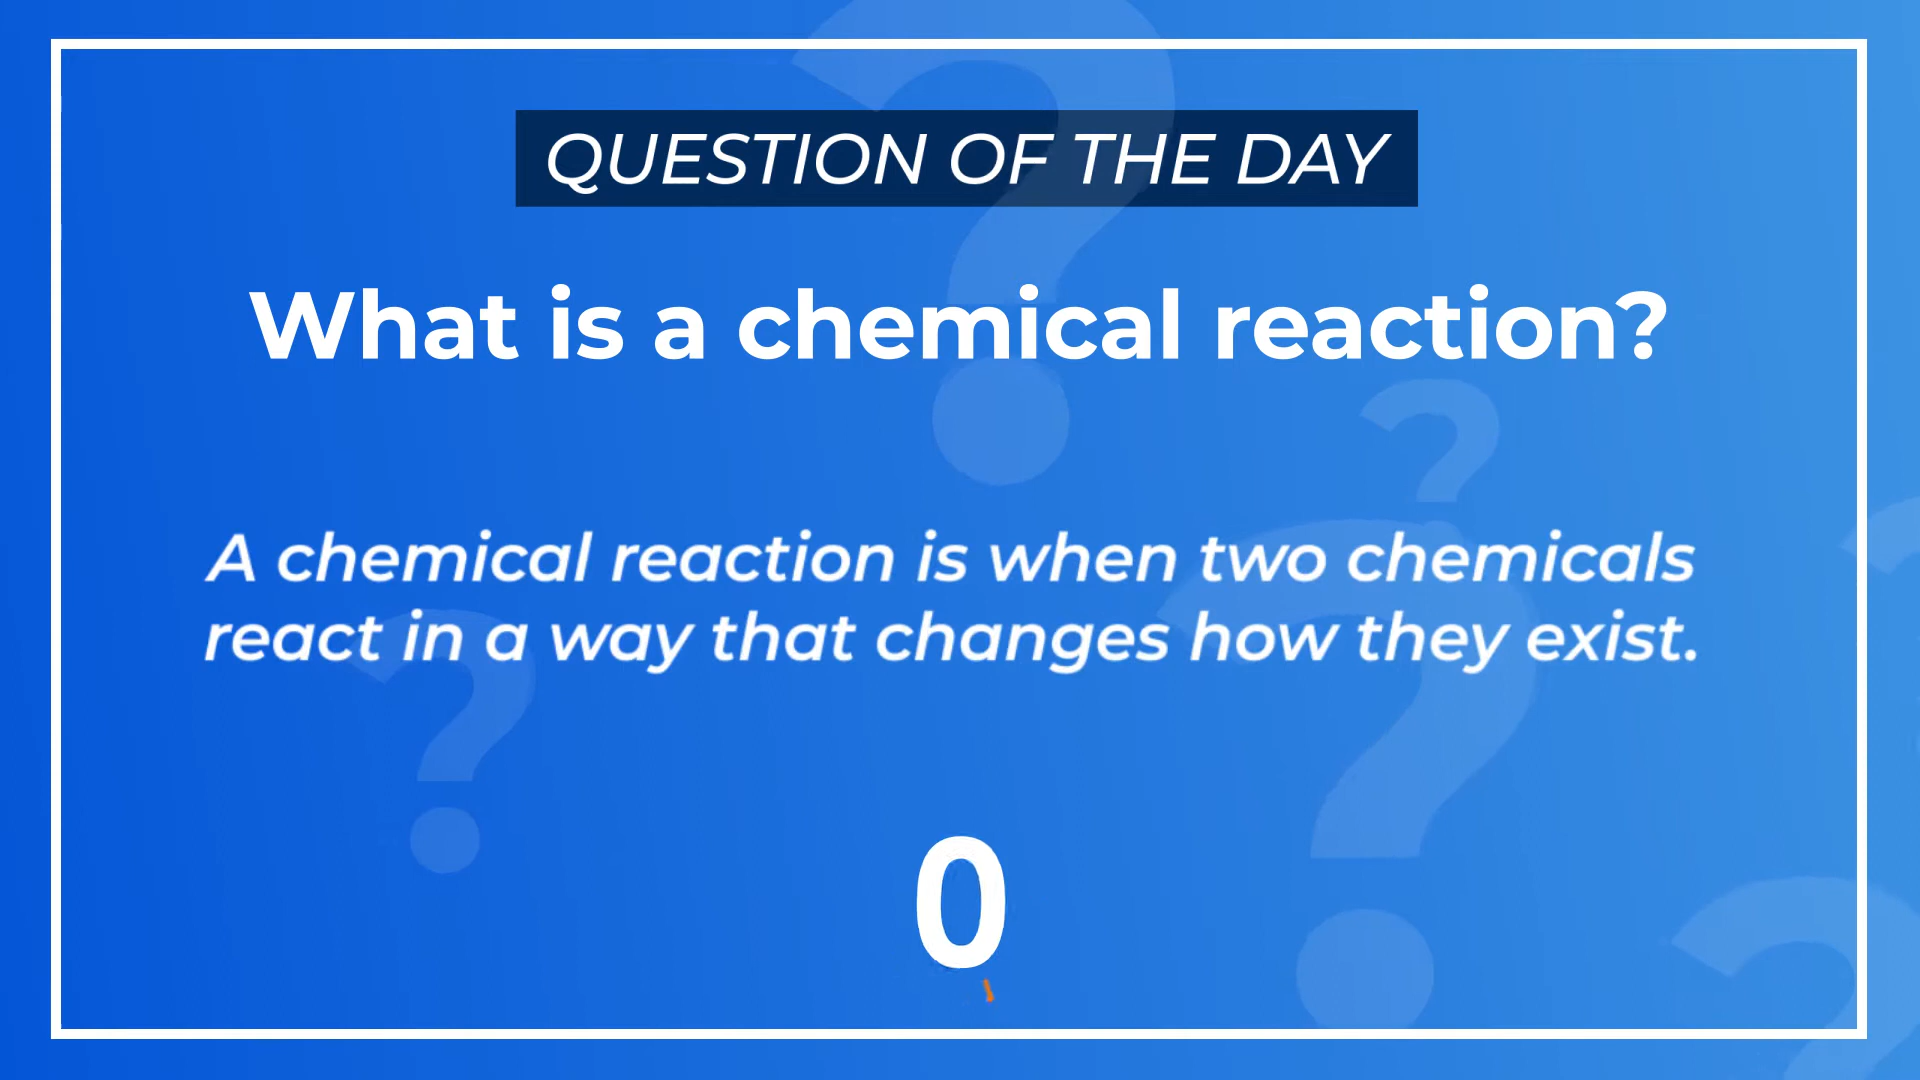 QUESTION OF THE DAY
What is a chemical reaction?
A chemical reaction is when two chemicals
react in a way that changes how they exist.
0